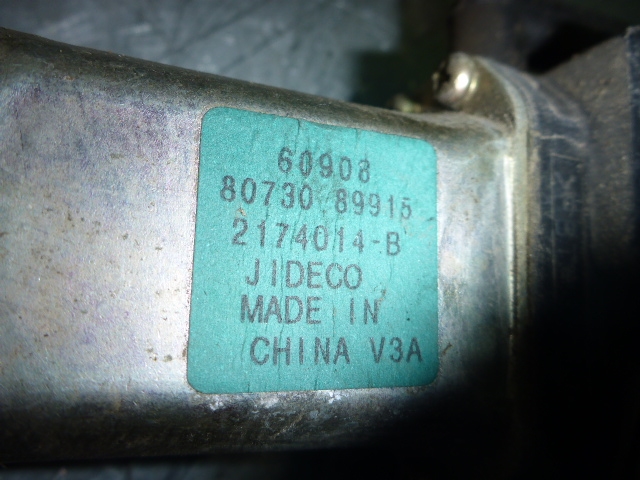 60908
80730 89915
2174014-B
JIDECO
MADE IN
CHINA V3A